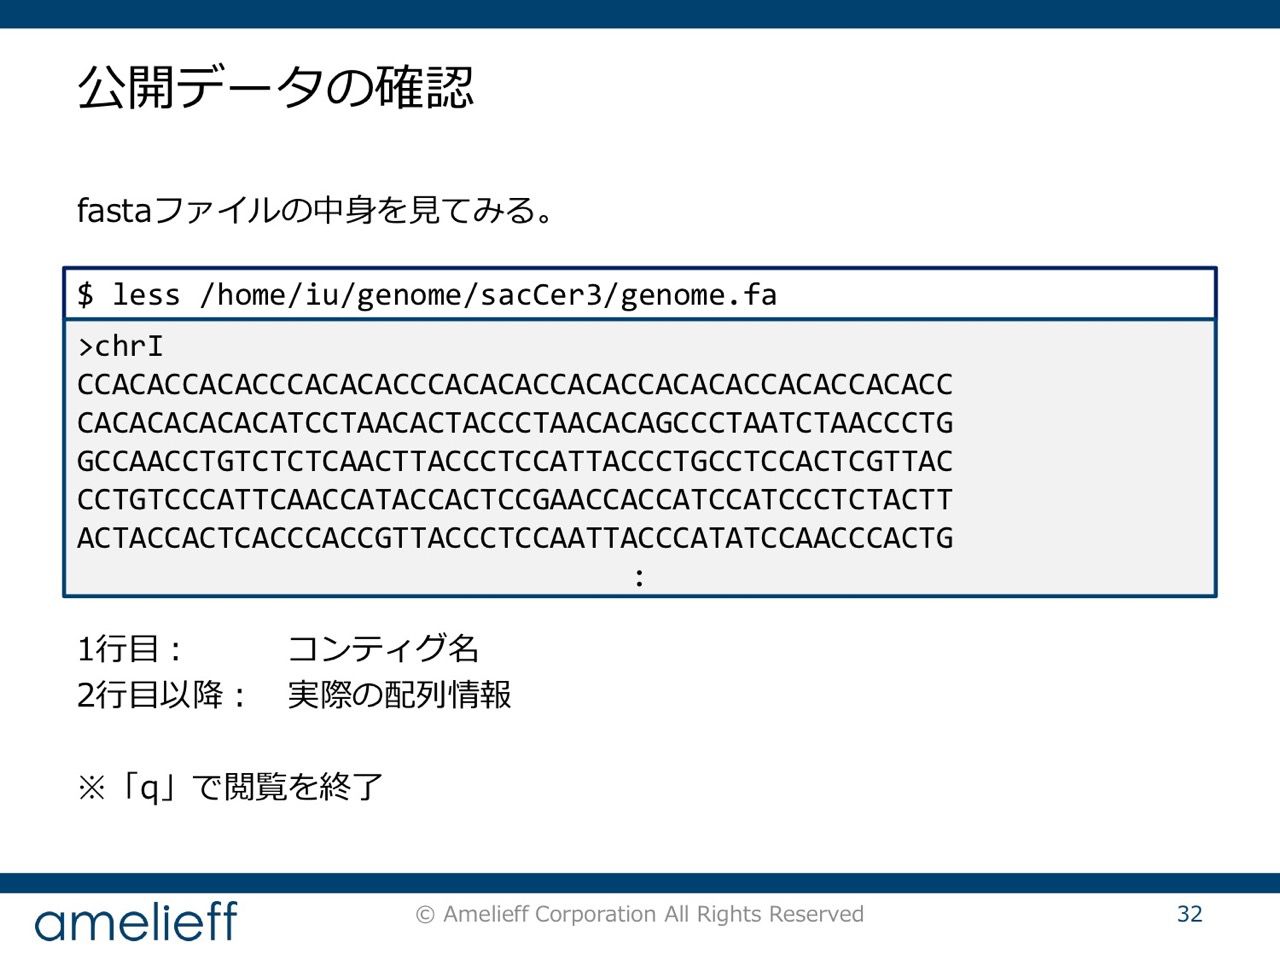 公開データの確認
fastaファイルの中身を見てみる。
$ less /home/iu/genome/sacCer3/genome.fa
>chrI
CCACACCACACCCACACACCCACACACCACACCACACACCACACCACACC
CACACACACACATCCTAACACTACCCTAACACAGCCCTAATCTAACCCTG
GCCAACCTGTCTCTCAACTTACCCTCCATTACCCTGCCTCCACTCGTTAC
CCTGTCCCATTCAACCATACCACTCCGAACCACCATCCATCCCTCTACTT
ACTACCACTCACCCACCGTTACCCTCCAATTACCCATATCCAACCCACTG
:
1行目： コンティグ名
2行目以降： 実際の配列情報
※「q」で閲覧を終了
amelieff
© Amelieff Corporation All Rights Reserved
32